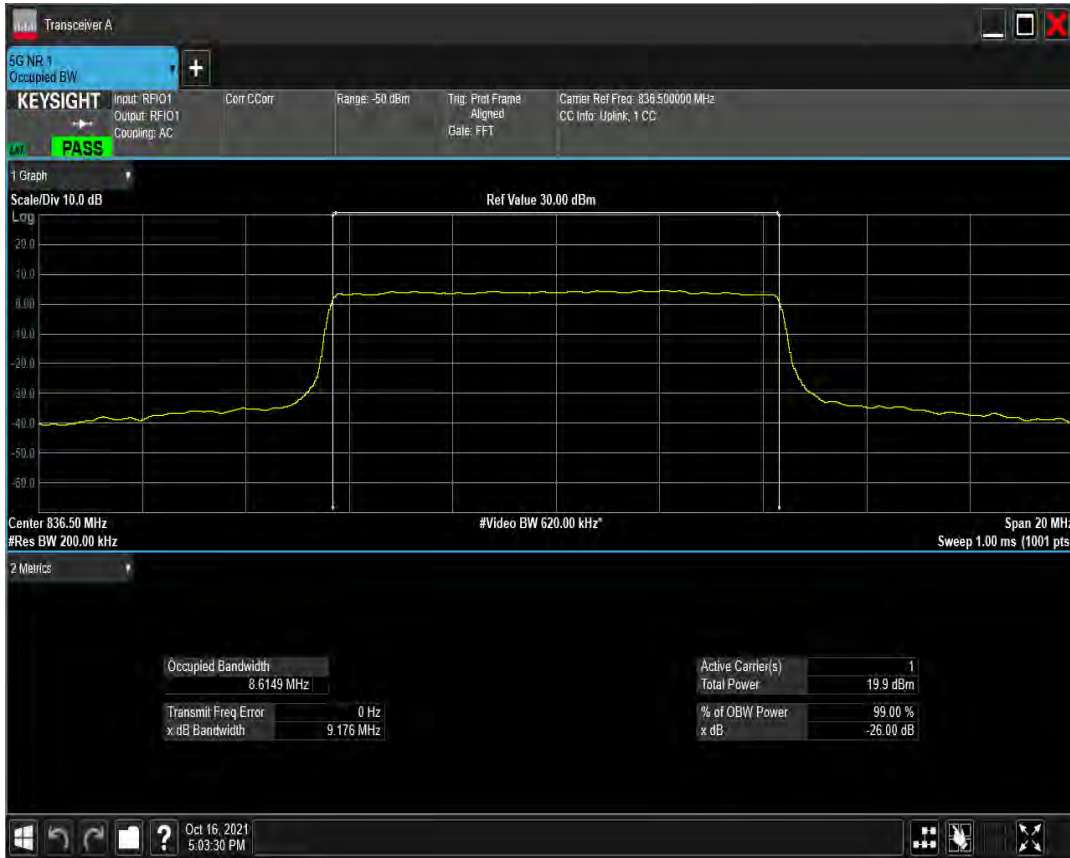 Transceiver A
5G NR 1
Occupied BW
+
KEYSIGHT
PASS
Input: RFIO1
Output: RFIO1
Coupling: AC
Corr CCorr
Range: -50 dBm
Trig: Prot Frame
Aligned
Gate: FFT
Carrier Ref Freq: 836.500000 MHz
CC Info: Uplink, 1 CC
1 Graph
Scale/Div 10.0 dB
Ref Value 30.00 dBm
Log
20.0
10.0
0.00
-10.0
-20.0
-30.0
-40.0
-50.0
-60.0
Center 836.50 MHz
#Video BW 620.00 kHz*
Span 20 MHz
#Res BW 200.00 kHz
Sweep 1.00 ms (1001 pts
2 Metrics
Occupied Bandwidth
8.6149 MHz
Transmit Freq Error 0 Hz
x dB Bandwidth 9.176 MHz
Active Carrier(s) 1
Total Power 19.9 dBm
% of OBW Power 99.00 %
x dB -26.00 dB
?
Oct 16, 2021
5:03:30 PM